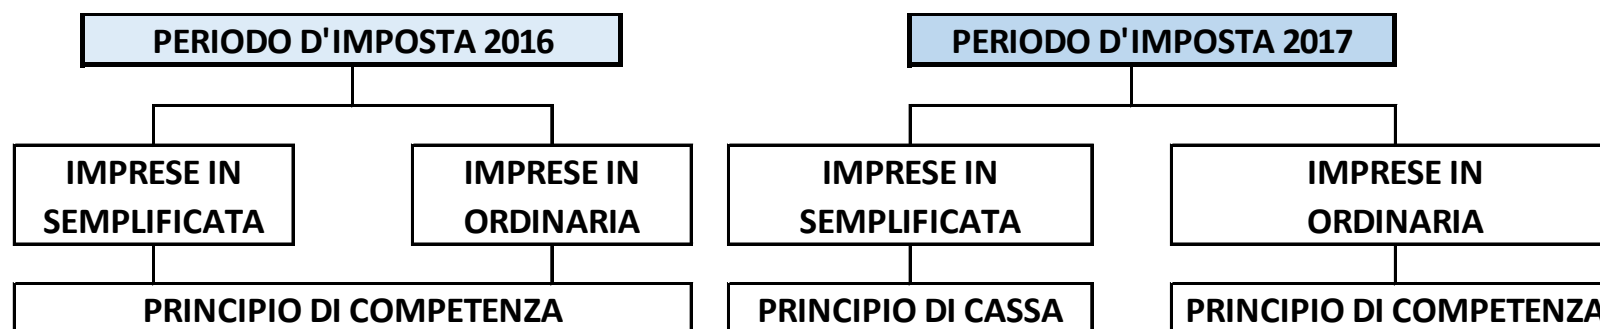 PERIODO D'IMPOSTA 2016
PERIODO D'IMPOSTA 2017
IMPRESE IN
SEMPLIFICATA
IMPRESE IN
ORDINARIA
IMPRESE IN
SEMPLIFICATA
IMPRESE IN
ORDINARIA
PRINCIPIO DI COMPETENZA
PRINCIPIO DI CASSA
PRINCIPIO DI COMPETENZA